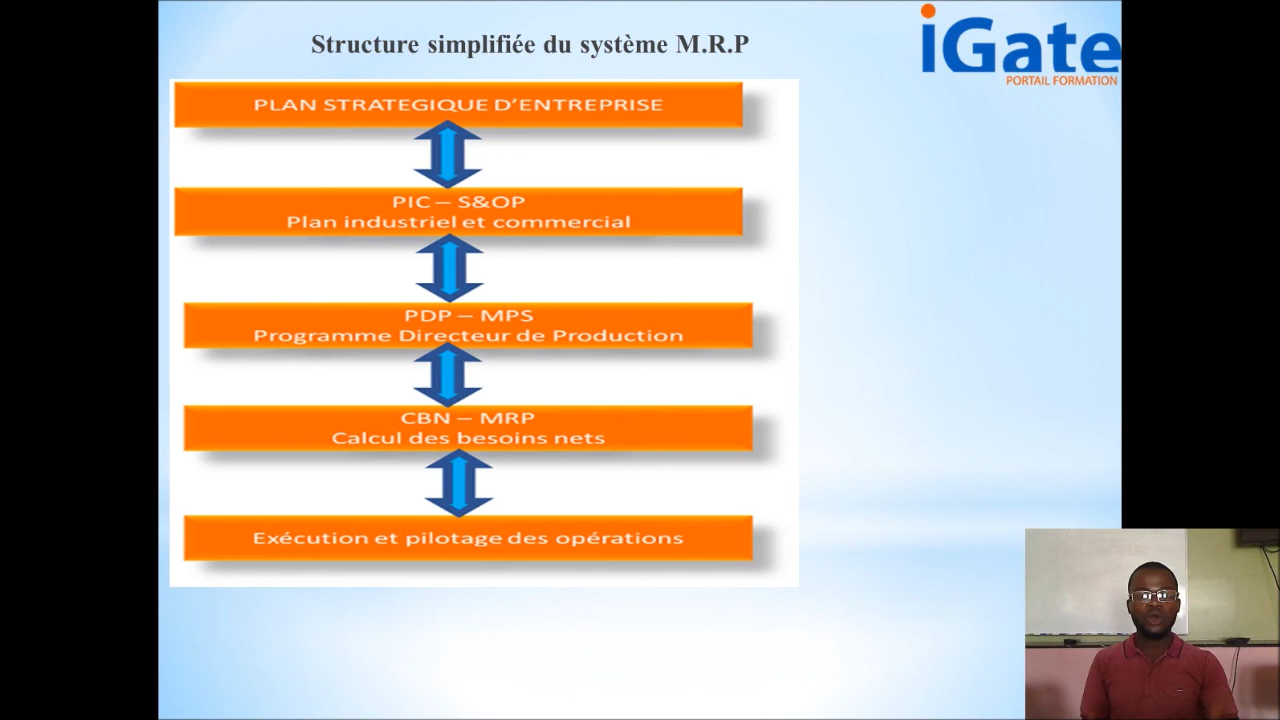 Structure simplifiée du système M.R.P
iGate
PORTAIL FORMATION
PLAN STRATEGIQUE D’ENTREPRISE
PIC – S&OP
Plan industriel et commercial
PDP – MPS
Programme Directeur de Production
CBN – MRP
Calcul des besoins nets
Exécution et pilotage des opérations